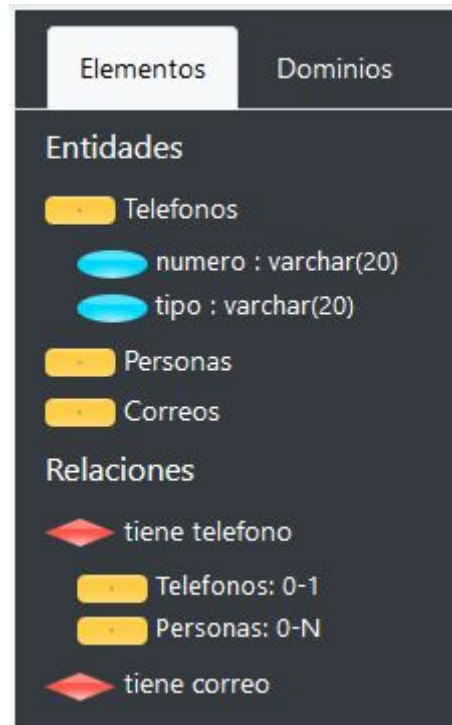 Elementos Dominios
Entidades
Telefonos
numero : varchar(20)
tipo : varchar(20)
Personas
Correos
Relaciones
tiene telefono
Telefonos: 0-1
Personas: 0-N
tiene correo